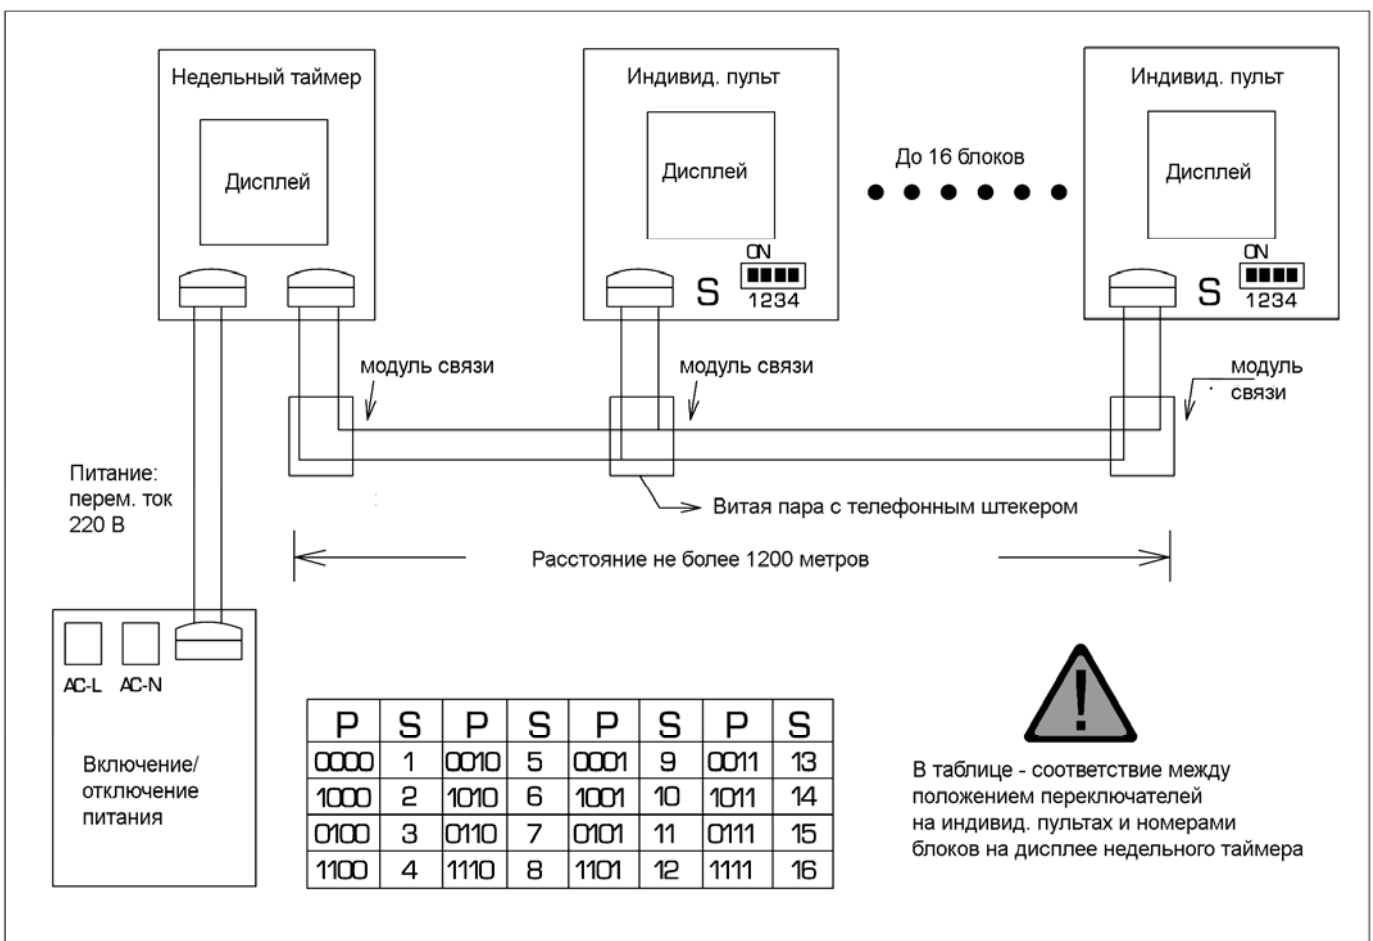 Недельный таймер
Дисплей
Индивид. пульт
Дисплей
ON
S
1234
До 16 блоков
Индивид. пульт
Дисплей
ON
S
1234
модуль связи
модуль связи
модуль
связи
Питание:
перем. ток
220 В
Витая пара с телефонным штекером
Расстояние не более 1200 метров
AC-L AC-N
Включение/
отключение
питания
P S P S P S P S
0000 1 0010 5 0001 9 0011 13
1000 2 1010 6 1001 10 1011 14
0100 3 0110 7 0101 11 0111 15
1100 4 1110 8 1101 12 1111 16
!
В таблице - соответствие между
положением переключателей
на индивид. пультах и номерами
блоков на дисплее недельного таймера